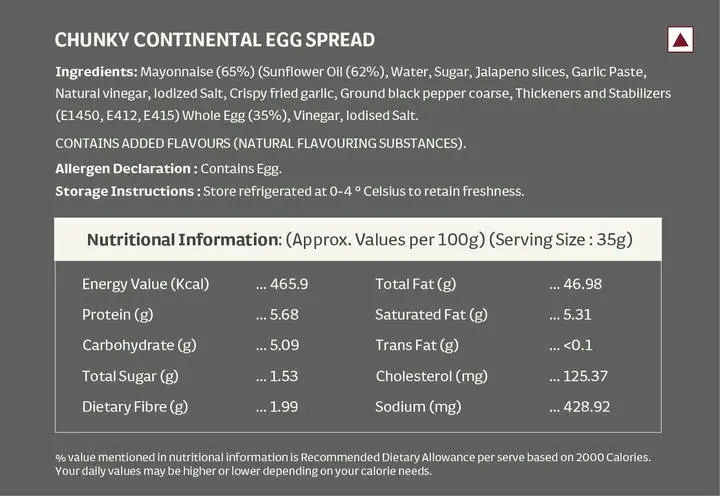 CHUNKY CONTINENTAL EGG SPREAD
Ingredients: Mayonnaise (65%) (Sunflower Oil (62%), Water, Sugar, Jalapeno slices, Garlic Paste,
Natural vinegar, Iodized Salt, Crispy fried garlic, Ground black pepper coarse, Thickeners and Stabilizers
(E1450, E412, E415) Whole Egg (35%), Vinegar, Iodised Salt.
CONTAINS ADDED FLAVOURS (NATURAL FLAVOURING SUBSTANCES).
Allergen Declaration : Contains Egg.
Storage Instructions : Store refrigerated at 0-4 ° Celsius to retain freshness.
Nutritional Information: (Approx. Values per 100g) (Serving Size : 35g)
Energy Value (Kcal) ... 465.9 Total Fat (g) ... 46.98
Protein (g) ... 5.68 Saturated Fat (g) ... 5.31
Carbohydrate (g) ... 5.09 Trans Fat (g) ... <0.1
Total Sugar (g) ... 1.53 Cholesterol (mg) ... 125.37
Dietary Fibre (g) ... 1.99 Sodium (mg) ... 428.92
% value mentioned in nutritional information is Recommended Dietary Allowance per serve based on 2000 Calories.
Your daily values may be higher or lower depending on your calorie needs.